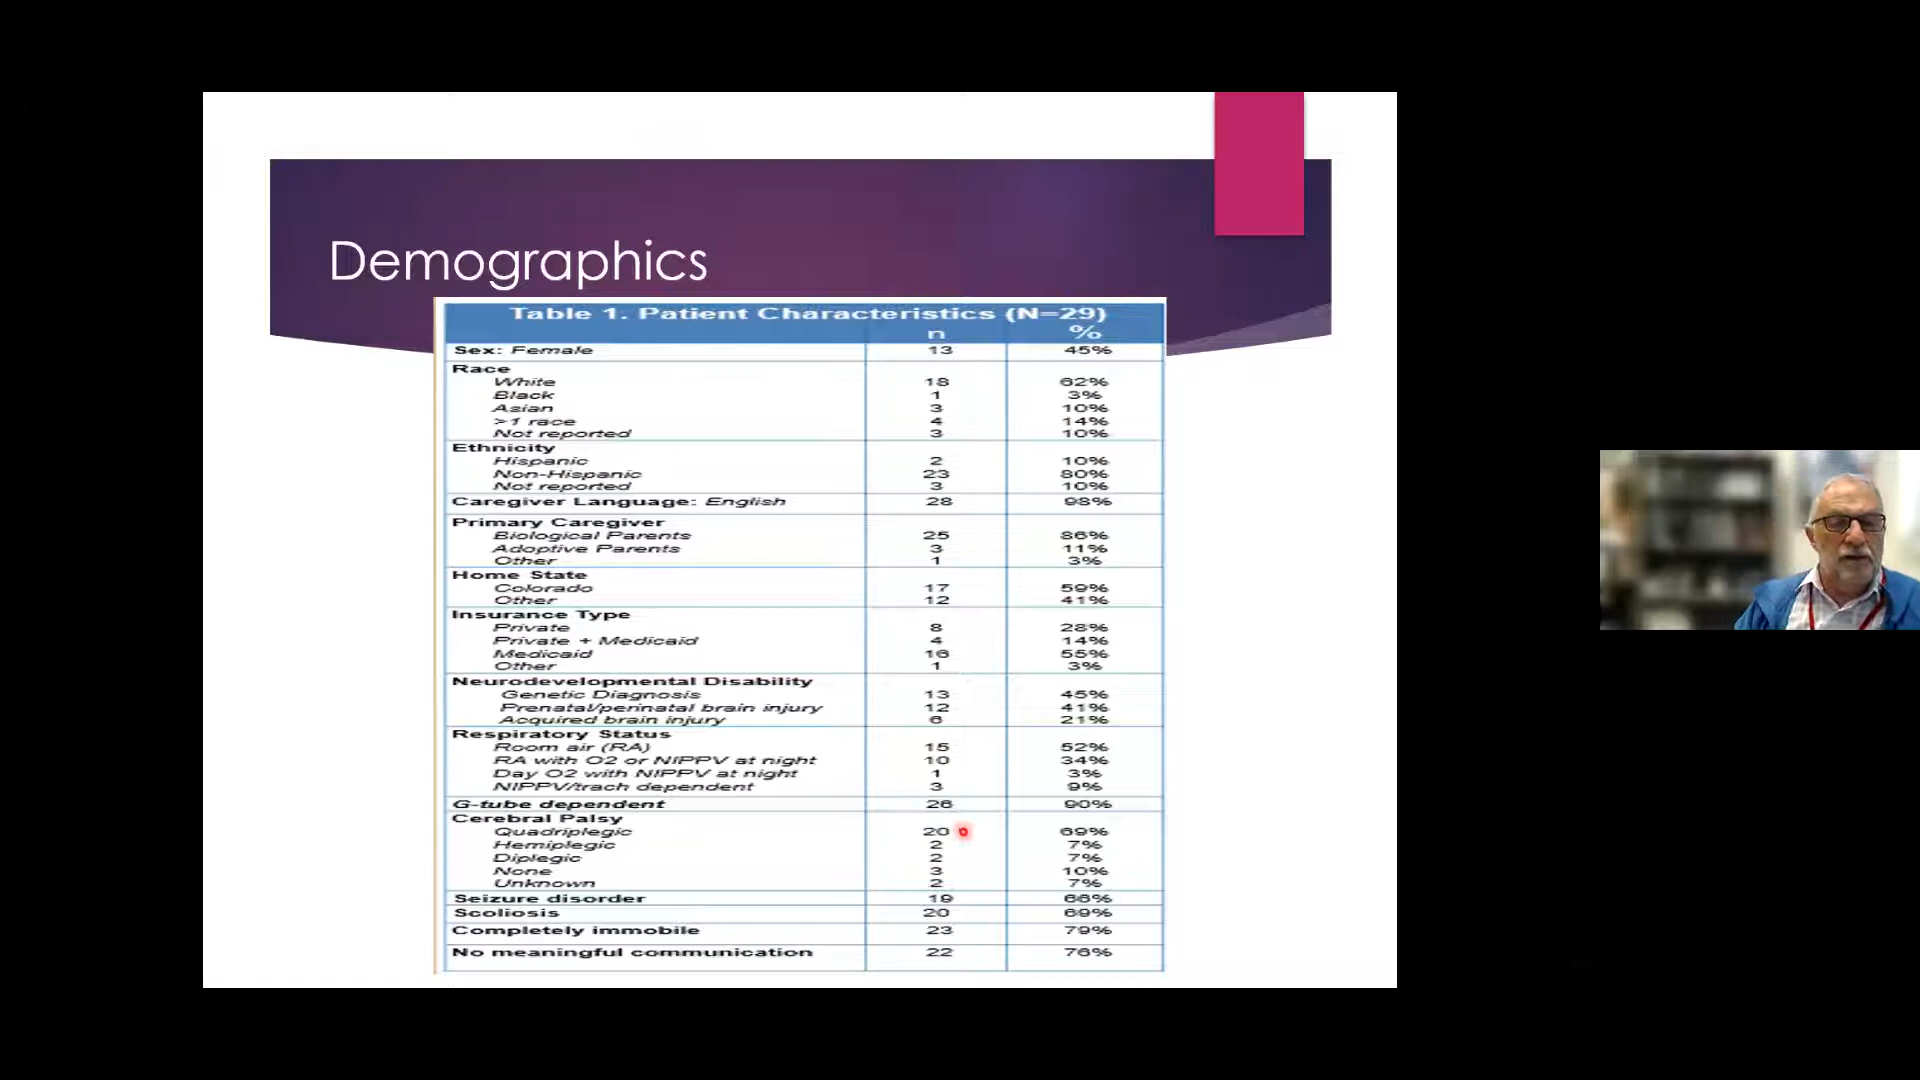 Demographics
Table 1. Patient Characteristics (N=29)
n %
Sex: Female 13 45%
Race
White 18 62%
Black 1 3%
Asian 3 10%
>1 race 4 14%
Not reported 3 10%
Ethnicity
Hispanic 2 10%
Non-Hispanic 23 80%
Not reported 3 10%
Caregiver Language: English 28 98%
Primary Caregiver
Biological Parents 25 86%
Adoptive Parents 3 11%
Other 1 3%
Home State
Colorado 17 59%
Other 12 41%
Insurance Type
Private 8 28%
Private + Medicaid 4 14%
Medicaid 16 55%
Other 1 3%
Neurodevelopmental Disability
Genetic Diagnosis 13 45%
Prenatal/perinatal brain injury 12 41%
Acquired brain injury 6 21%
Respiratory Status
Room air (RA) 15 52%
RA with O2 or NIPPV at night 10 34%
Day O2 with NIPPV at night 1 3%
NIPPV/trach dependent 3 9%
G-tube dependent 26 90%
Cerebral Palsy
Quadriplegic 20 69%
Hemiplegic 2 7%
Diplegic 2 7%
None 3 10%
Unknown 2 7%
Seizure disorder 19 66%
Scoliosis 20 69%
Completely immobile 23 79%
No meaningful communication 22 76%